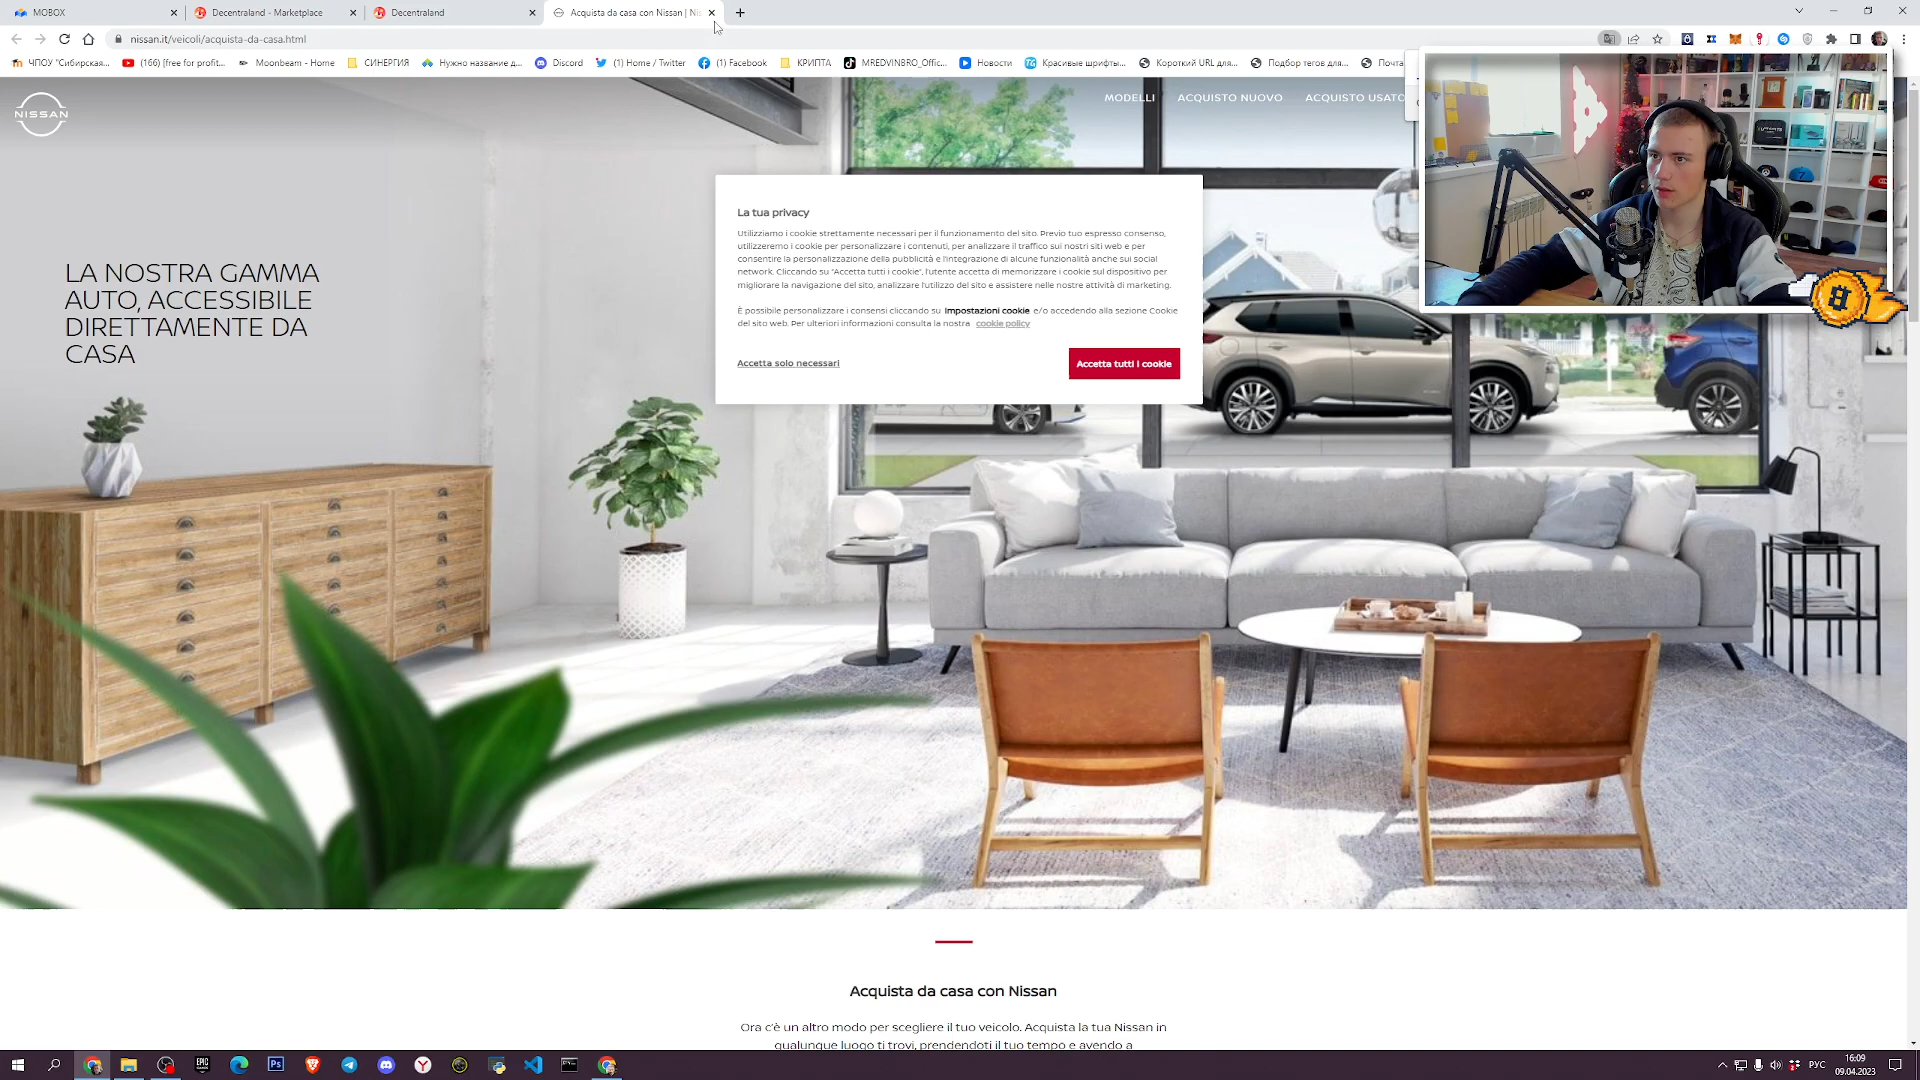 MOBOX
Decentraland - Marketplace
Decentraland
Acquista da casa con Nissan | Nis
nissan.it/veicoli/acquista-da-casa.html
ЧПОУ "Сибирская...
(166) [free for profit...
Moonbeam - Home
СИНЕРГИЯ
Нужно название д...
Discord
(1) Home / Twitter
(1) Facebook
КРИПТА
MREDVINBRO_Offic...
Новости
Красивые шрифты...
Короткий URL для...
Подбор тегов для...
Почта
NISSAN
MODELLI
ACQUISTO NUOVO
ACQUISTO USATO
LA NOSTRA GAMMA
AUTO, ACCESSIBILE
DIRETTAMENTE DA
CASA
La tua privacy
Utilizziamo i cookie strettamente necessari per il funzionamento del sito. Previo tuo espresso consenso,
utilizzeremo i cookie per personalizzare i contenuti, per analizzare il traffico sui nostri siti web e per
consentire la personalizzazione della pubblicità e l'integrazione di alcune funzionalità anche sui social
network. Cliccando su "Accetta tutti i cookie", l'utente accetta di memorizzare i cookie sul dispositivo per
migliorare la navigazione del sito, analizzare l'utilizzo del sito e assistere nelle nostre attività di marketing.
È possibile personalizzare i consensi cliccando su Impostazioni cookie e/o accedendo alla sezione Cookie
del sito web. Per ulteriori informazioni consulta la nostra cookie policy
Accetta solo necessari
Accetta tutti i cookie
Acquista da casa con Nissan
Ora c'è un altro modo per scegliere il tuo veicolo. Acquista la tua Nissan in
qualunque luogo ti trovi, prendendoti il tuo tempo e avendo a
РУС
16:09
09.04.2023